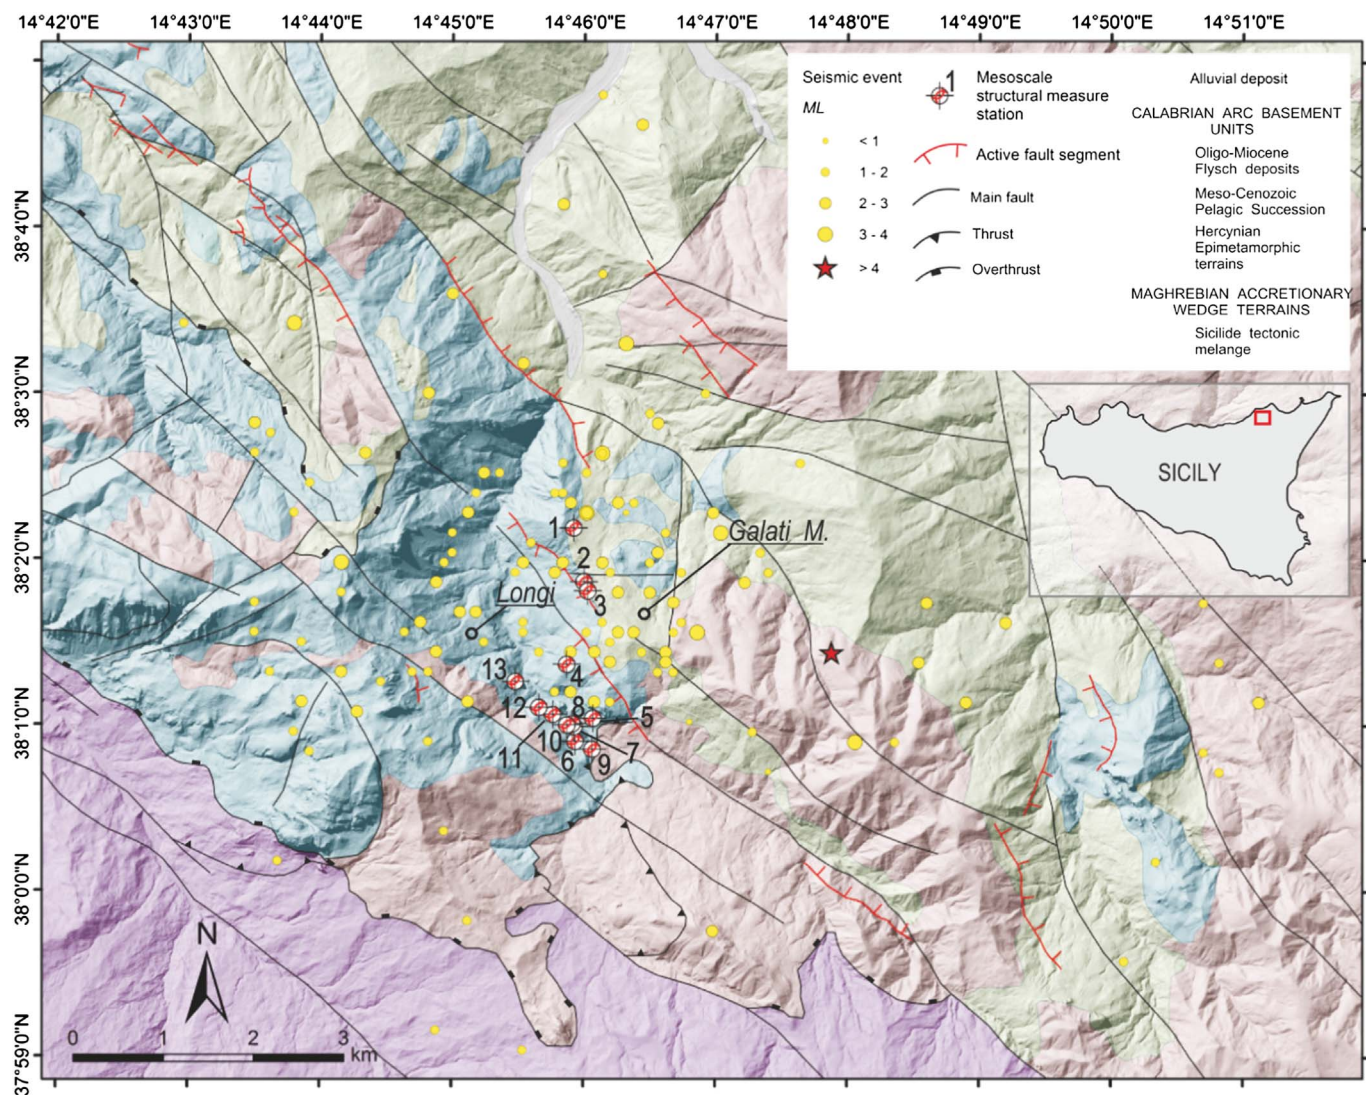 14°42'0"E 14°43'0"E 14°44'0"E 14°45'0"E 14°46'0"E 14°47'0"E 14°48'0"E 14°49'0"E 14°50'0"E 14°51'0"E
38°4'0"N
38°3'0"N
38°2'0"N
38°1'0"N
38°0'0"N
37°59'0"N
Seismic event
ML
< 1
1 - 2
2 - 3
3 - 4
> 4
1
Mesoscale
structural measure
station
Active fault segment
Main fault
Thrust
Overthrust
Alluvial deposit
CALABRIAN ARC BASEMENT
UNITS
Oligo-Miocene
Flysch deposits
Meso-Cenozoic
Pelagic Succession
Hercynian
Epimetamorphic
terrains
MAGHREBIAN ACCRETIONARY
WEDGE TERRAINS
Sicilide tectonic
melange
SICILY
1
Galati M.
2
Longi
3
13
4
12
8
5
11
10
7
6
9
N
0 1 2 3
km